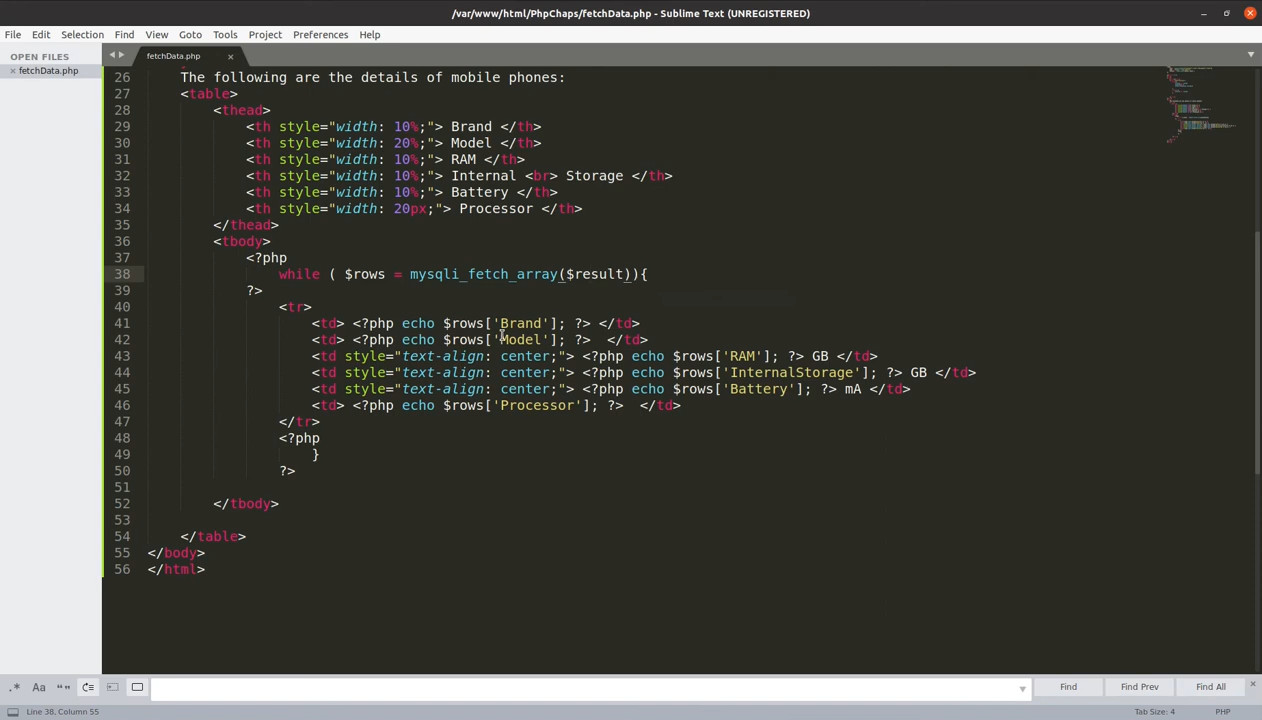 /var/www/html/PhpChaps/fetchData.php - Sublime Text (UNREGISTERED)
File Edit Selection Find View Goto Tools Project Preferences Help
OPEN FILES
× fetchData.php
fetchData.php ×
26 The following are the details of mobile phones:
27 <table>
28 <thead>
29 <th style="width: 10%;"> Brand </th>
30 <th style="width: 20%;"> Model </th>
31 <th style="width: 10%;"> RAM </th>
32 <th style="width: 10%;"> Internal <br> Storage </th>
33 <th style="width: 10%;"> Battery </th>
34 <th style="width: 20px;"> Processor </th>
35 </thead>
36 <tbody>
37 <?php
38 while ( $rows = mysqli_fetch_array($result)){
39 ?>
40 <tr>
41 <td> <?php echo $rows['Brand']; ?> </td>
42 <td> <?php echo $rows['Model']; ?> </td>
43 <td style="text-align: center;"> <?php echo $rows['RAM']; ?> GB </td>
44 <td style="text-align: center;"> <?php echo $rows['InternalStorage']; ?> GB </td>
45 <td style="text-align: center;"> <?php echo $rows['Battery']; ?> mA </td>
46 <td> <?php echo $rows['Processor']; ?> </td>
47 </tr>
48 <?php
49 }
50 ?>
51
52 </tbody>
53
54 </table>
55 </body>
56 </html>
.* Aa “” Find Find Prev Find All
Line 38, Column 55 Tab Size: 4 PHP